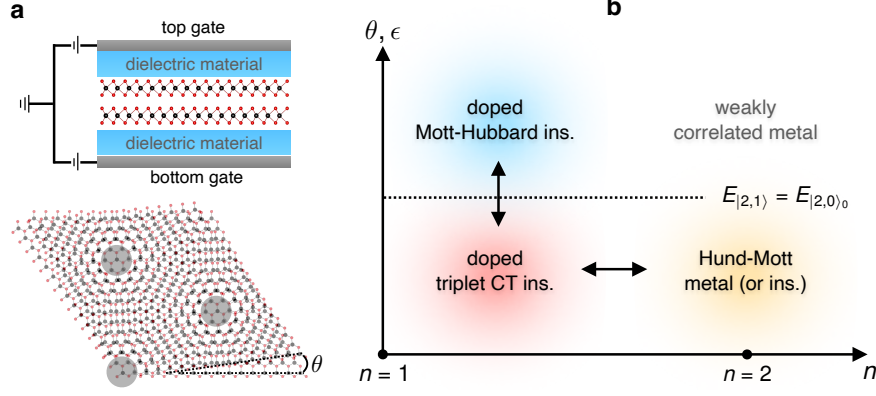 a
top gate
dielectric material
dielectric material
bottom gate
θ
b
θ, ϵ
doped
Mott-Hubbard ins.
weakly
correlated metal
E|2,1⟩ = E|2,0⟩0
doped
triplet CT ins.
Hund-Mott
metal (or ins.)
n = 1
n = 2
n